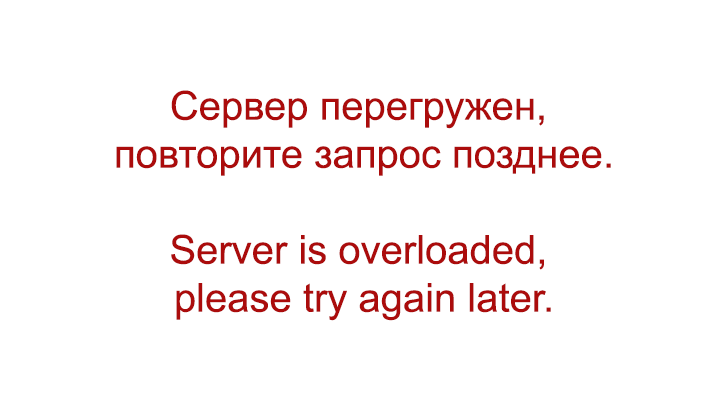 Сервер перегружен,
повторите запрос позднее.
Server is overloaded,
please try again later.